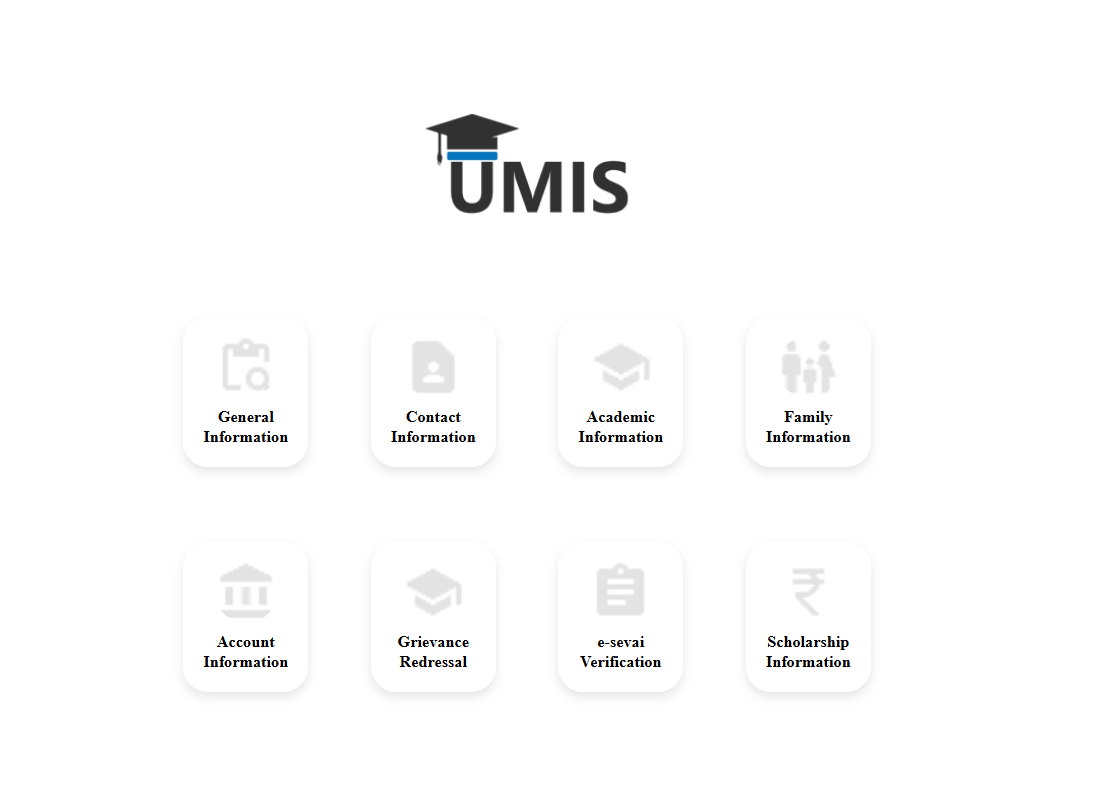 UMIS
General
Information
Contact
Information
Academic
Information
Family
Information
Account
Information
Grievance
Redressal
e-sevai
Verification
Scholarship
Information